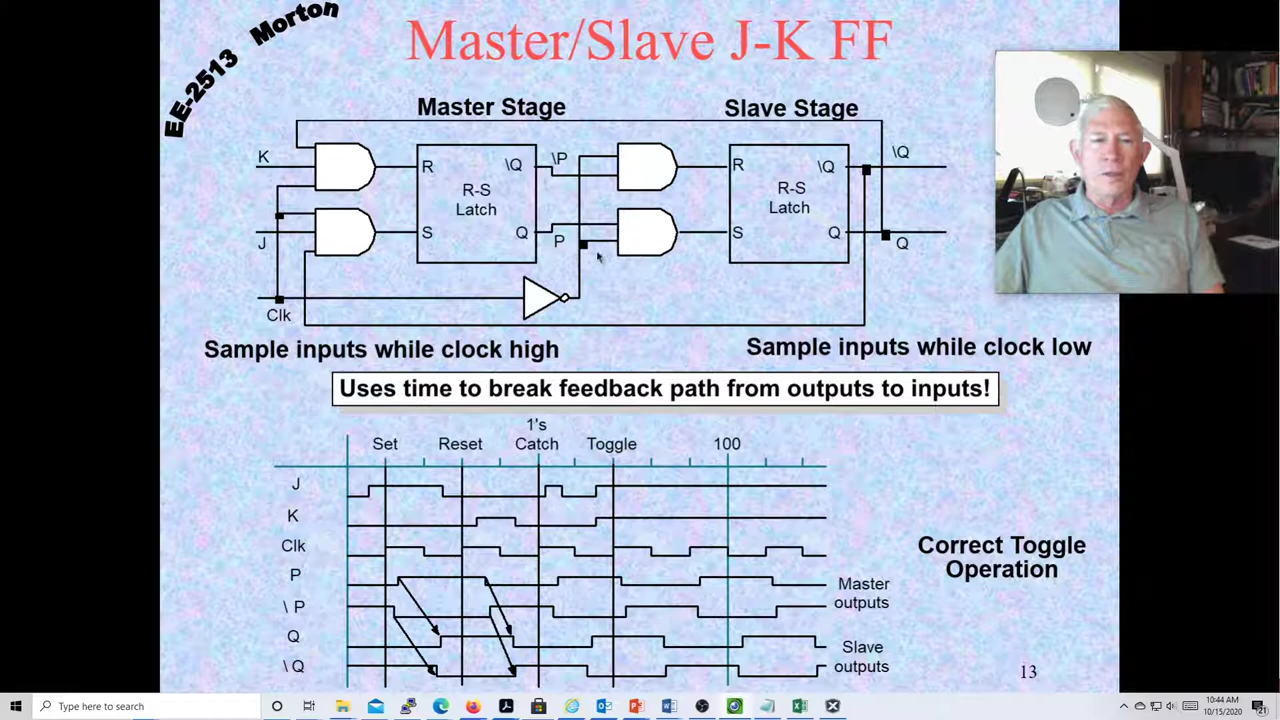 EE-2513 Morton
Master/Slave J-K FF
Master Stage
Slave Stage
K
R
\Q
\P
R
\Q
\Q
R-S
Latch
R-S
Latch
J
S
Q
P
S
Q
Q
Clk
Sample inputs while clock high
Sample inputs while clock low
Uses time to break feedback path from outputs to inputs!
Set
Reset
1's
Catch
Toggle
100
J
K
Clk
P
\ P
Q
\ Q
Master
outputs
Slave
outputs
Correct Toggle
Operation
13
Type here to search
10:44 AM
10/15/2020